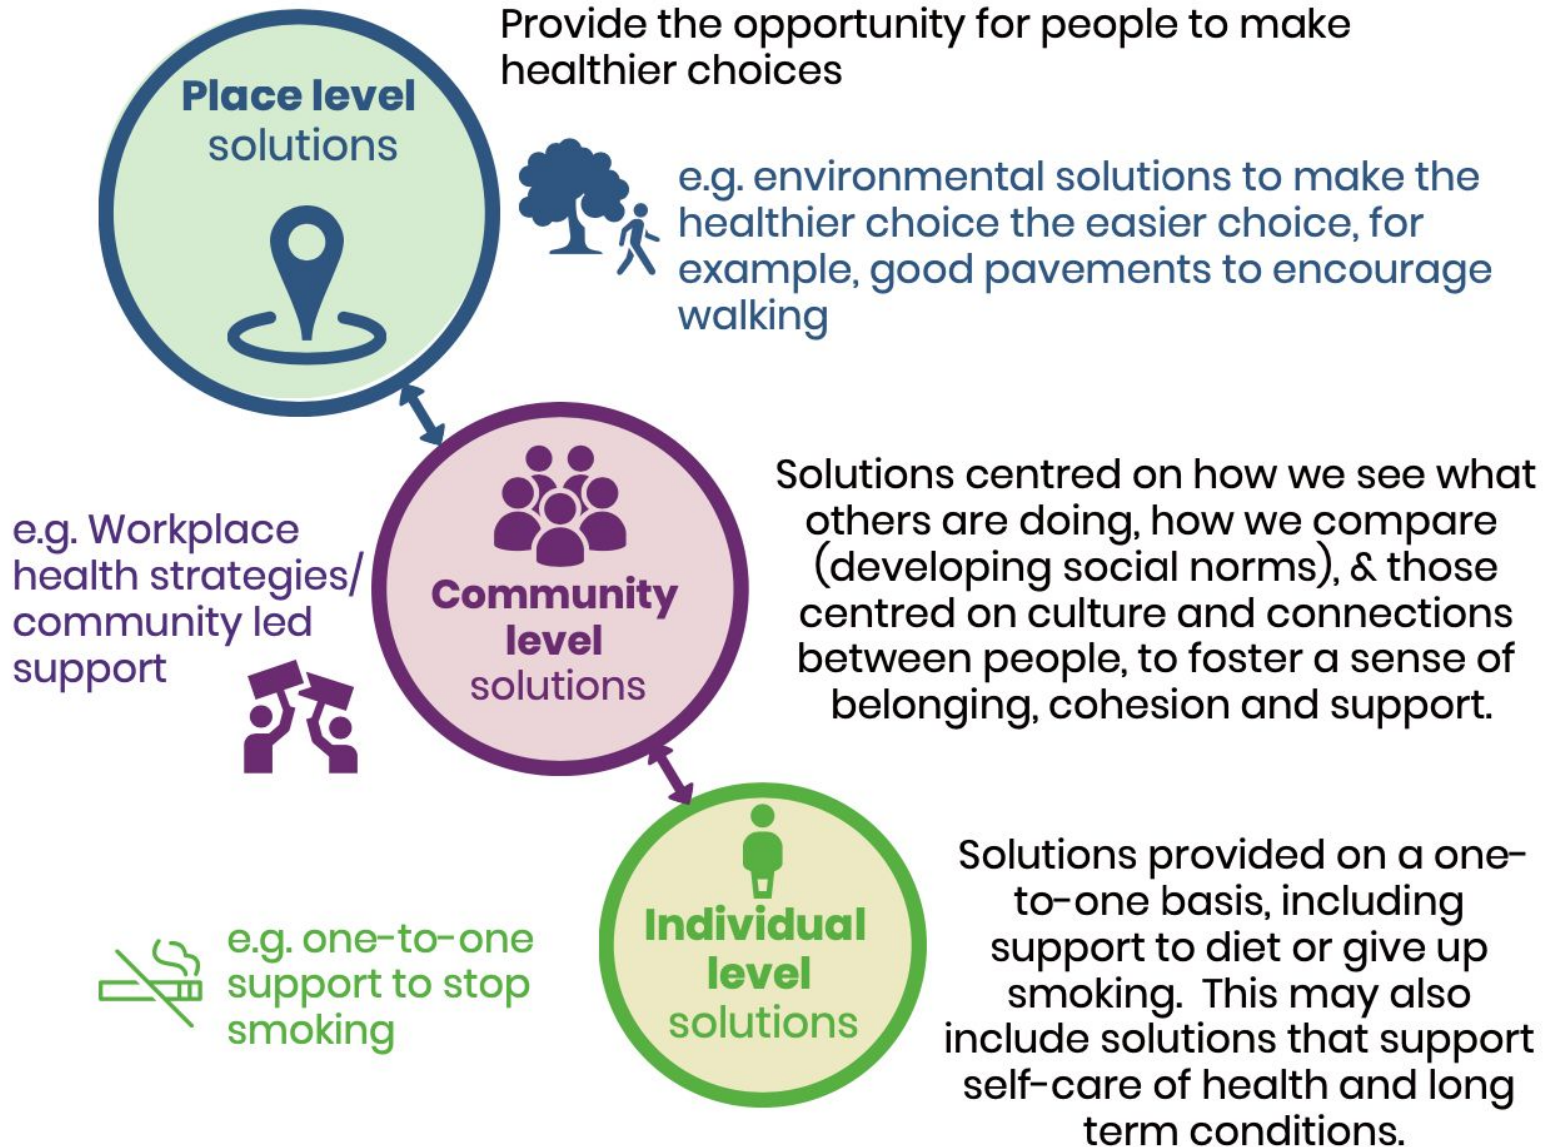 Provide the opportunity for people to make
healthier choices
Place level
solutions
e.g. environmental solutions to make the
healthier choice the easier choice, for
example, good pavements to encourage
walking
e.g. Workplace
health strategies/
community led
support
Community
level
solutions
Solutions centred on how we see what
others are doing, how we compare
(developing social norms), & those
centred on culture and connections
between people, to foster a sense of
belonging, cohesion and support.
e.g. one-to-one
support to stop
smoking
Individual
level
solutions
Solutions provided on a one-
to-one basis, including
support to diet or give up
smoking.  This may also
include solutions that support
self-care of health and long
term conditions.